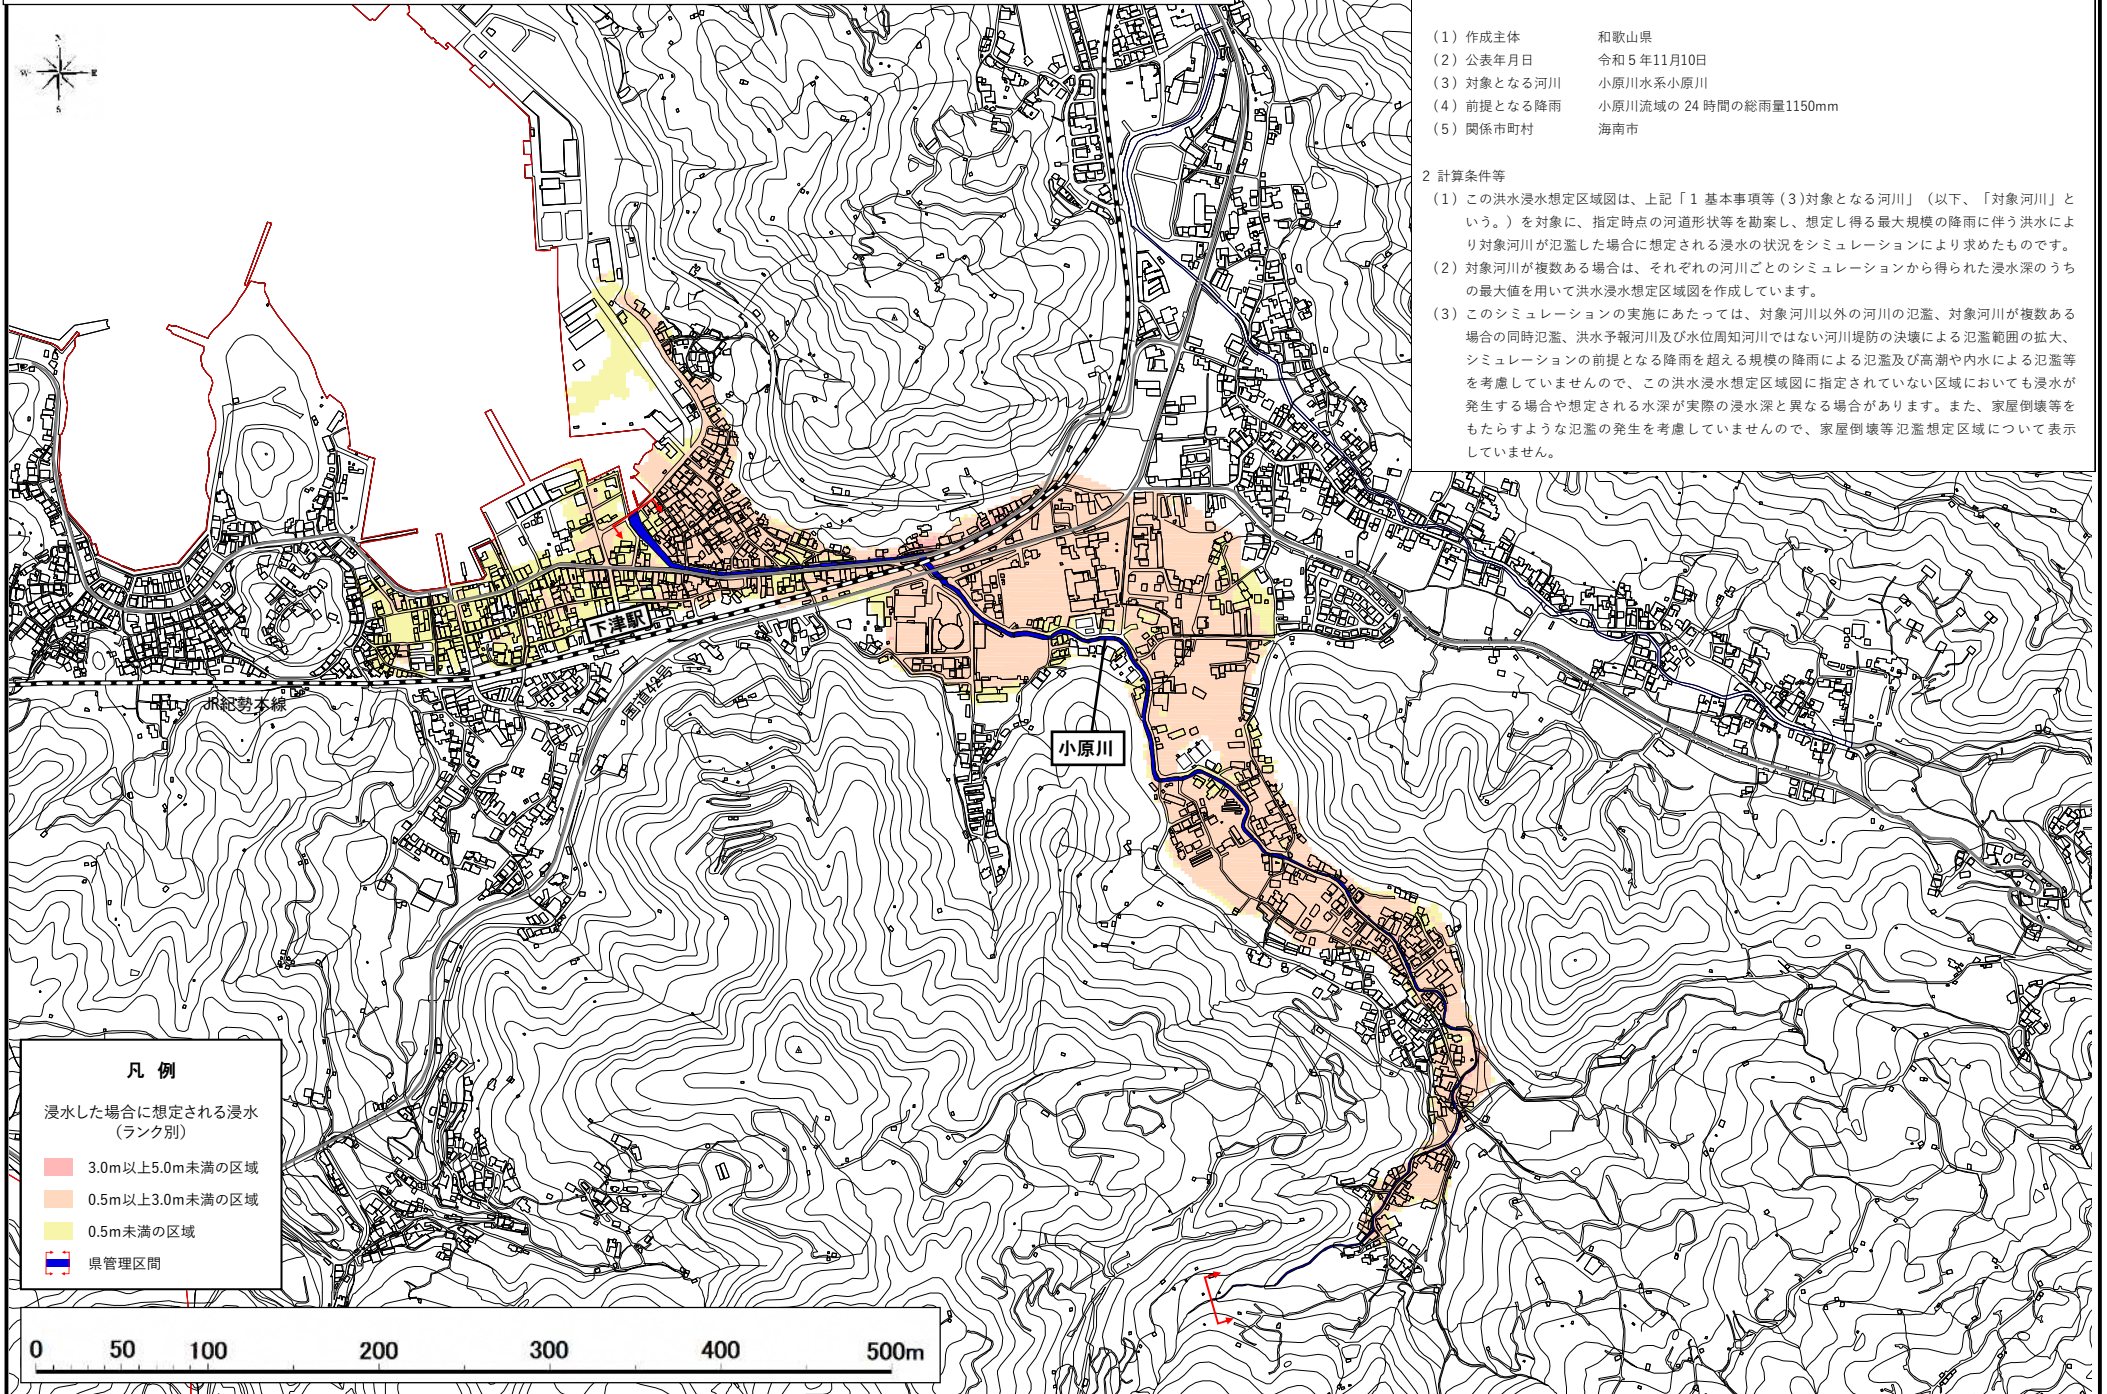 (1) 作成主体 和歌山県
(2) 公表年月日 令和5年11月10日
(3) 対象となる河川 小原川水系小原川
(4) 前提となる降雨 小原川流域の 24 時間の総雨量1150mm
(5) 関係市町村 海南市
2 計算条件等
(1) この洪水浸水想定区域図は、上記「1 基本事項等(3)対象となる河川」(以下、「対象河川」と
いう。)を対象に、指定時点の河道形状等を勘案し、想定し得る最大規模の降雨に伴う洪水によ
り対象河川が氾濫した場合に想定される浸水の状況をシミュレーションにより求めたものです。
(2) 対象河川が複数ある場合は、それぞれの河川ごとのシミュレーションから得られた浸水深のうち
の最大値を用いて洪水浸水想定区域図を作成しています。
(3) このシミュレーションの実施にあたっては、対象河川以外の河川の氾濫、対象河川が複数ある
場合の同時氾濫、洪水予報河川及び水位周知河川ではない河川堤防の決壊による氾濫範囲の拡大、
シミュレーションの前提となる降雨を超える規模の降雨による氾濫及び高潮や内水による氾濫等
を考慮していませんので、この洪水浸水想定区域図に指定されていない区域においても浸水が
発生する場合や想定される水深が実際の浸水深と異なる場合があります。また、家屋倒壊等を
もたらすような氾濫の発生を考慮していませんので、家屋倒壊等氾濫想定区域について表示
していません。
N
W E
S
下津駅
国道42号
JR紀勢本線
小原川
凡 例
浸水した場合に想定される浸水
(ランク別)
3.0m以上5.0m未満の区域
0.5m以上3.0m未満の区域
0.5m未満の区域
県管理区間
0 50 100 200 300 400 500m